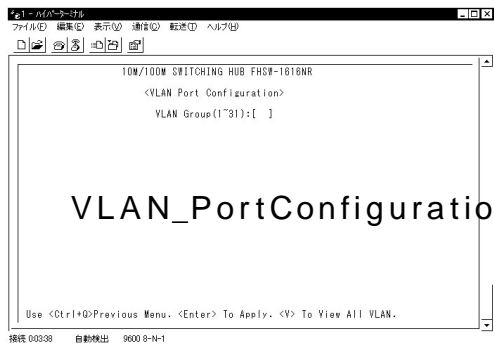 1 - ハイパーターミナル
ファイル(F) 編集(E) 表示(V) 通信(C) 転送(T) ヘルプ(H)
10M/100M SWITCHING HUB FHSW-1616NR
<VLAN Port Configuration>
VLAN Group(1~31):[ ]
VLAN_PortConfiguratio
Use <Ctrl+Q>Previous Menu. <Enter> To Apply. <V> To View All VLAN.
接続 0:03:38 自動検出 9600 8-N-1